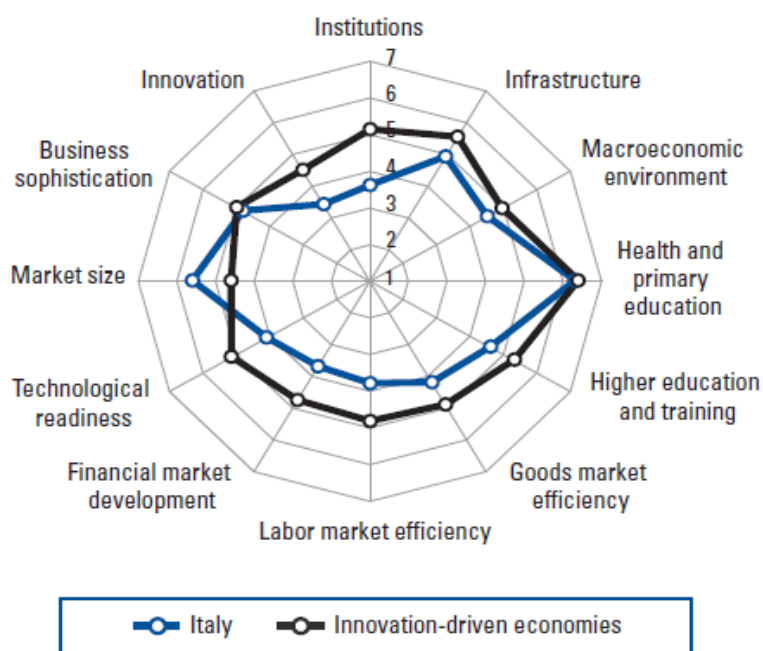 Institutions
7
6
5
4
3
2
1
Innovation
Infrastructure
Business
sophistication
Macroeconomic
environment
Market size
Health and
primary
education
Technological
readiness
Higher education
and training
Financial market
development
Goods market
efficiency
Labor market efficiency
Italy
Innovation-driven economies